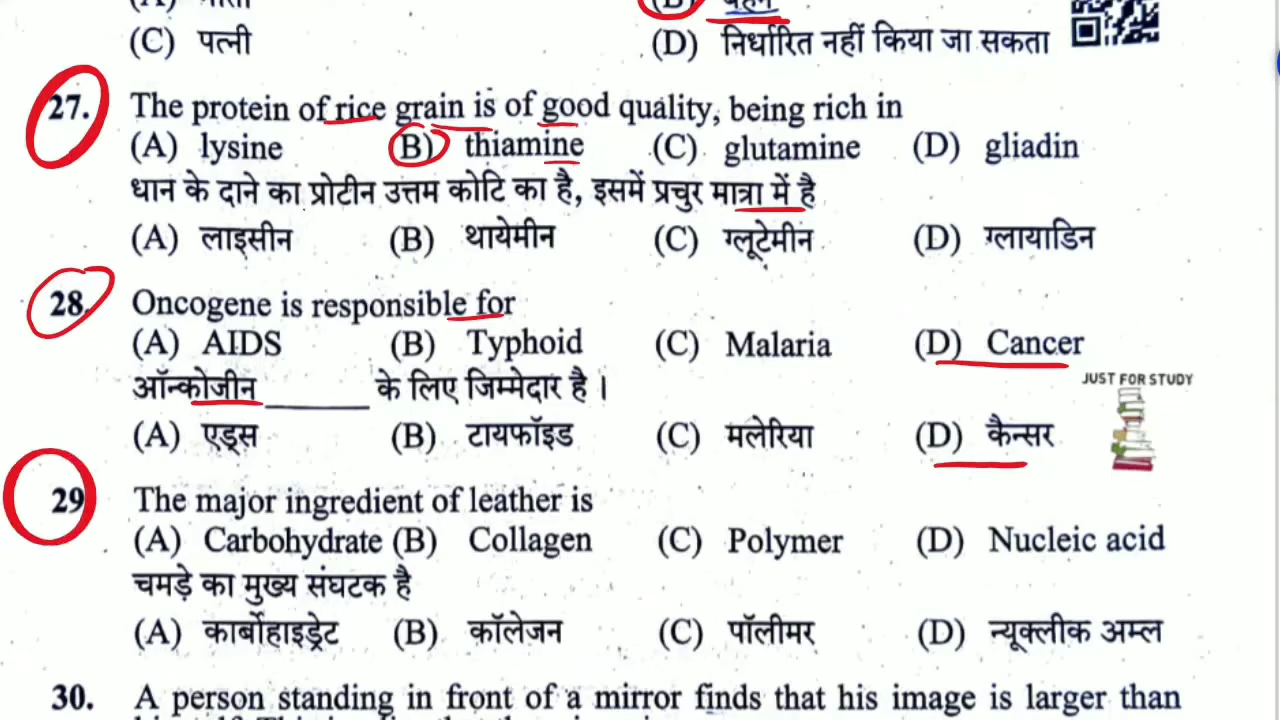 (C) पत्नी (D) निर्धारित नहीं किया जा सकता
27. The protein of rice grain is of good quality, being rich in
(A) lysine (B) thiamine (C) glutamine (D) gliadin
धान के दाने का प्रोटीन उत्तम कोटि का है, इसमें प्रचुर मात्रा में है
(A) लाइसीन (B) थायेमीन (C) ग्लूटेमीन (D) ग्लायाडिन
28. Oncogene is responsible for
(A) AIDS (B) Typhoid (C) Malaria (D) Cancer
ऑन्कोजीन _______ के लिए जिम्मेदार है ।
JUST FOR STUDY
(A) एड्स (B) टायफॉइड (C) मलेरिया (D) कैन्सर
29 The major ingredient of leather is
(A) Carbohydrate (B) Collagen (C) Polymer (D) Nucleic acid
चमड़े का मुख्य संघटक है
(A) कार्बोहाइड्रेट (B) कॉलेजन (C) पॉलीमर (D) न्यूक्लीक अम्ल
30. A person standing in front of a mirror finds that his image is larger than